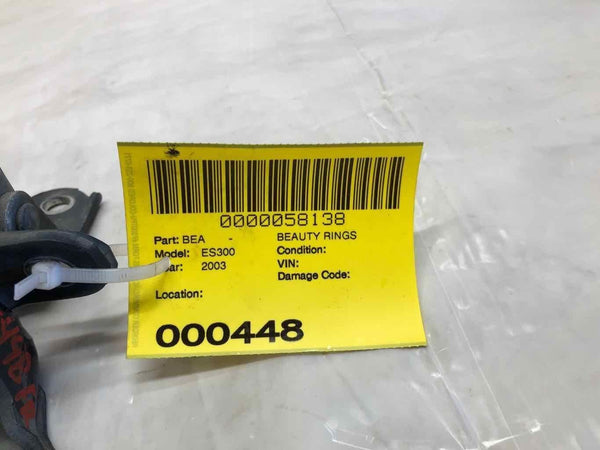 0000058138
Part: BEA - BEAUTY RINGS
Model: ES300 Condition:
ar: 2003 VIN:
Damage Code:
Location:
000448